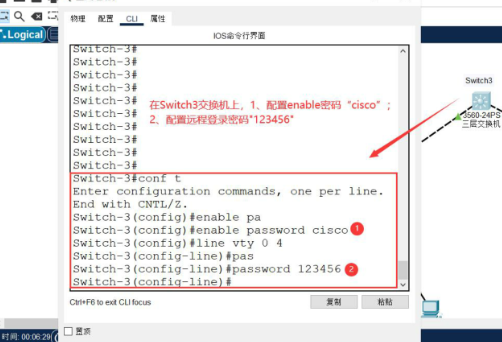 物理 配置 CLI 属性
Logical
IOS命令行界面
Switch-3#
Switch-3#
Switch-3#
Switch-3#
Switch-3#
Switch-3#
Switch-3#
Switch-3#
Switch-3#
Switch-3#
Switch-3#conf t
Enter configuration commands, one per line.
End with CNTL/Z.
Switch-3(config)#enable pa
Switch-3(config)#enable password cisco
1
Switch-3(config)#line vty 0 4
Switch-3(config-line)#pas
Switch-3(config-line)#password 123456
2
Switch-3(config-line)#
在Switch3交换机上，1、配置enable密码“cisco”；
2、配置远程登录密码"123456"
Switch3
3560-24PS
三层交换机
Ctrl+F6 to exit CLI focus
复制 粘粘
置顶
时间: 00:06:29